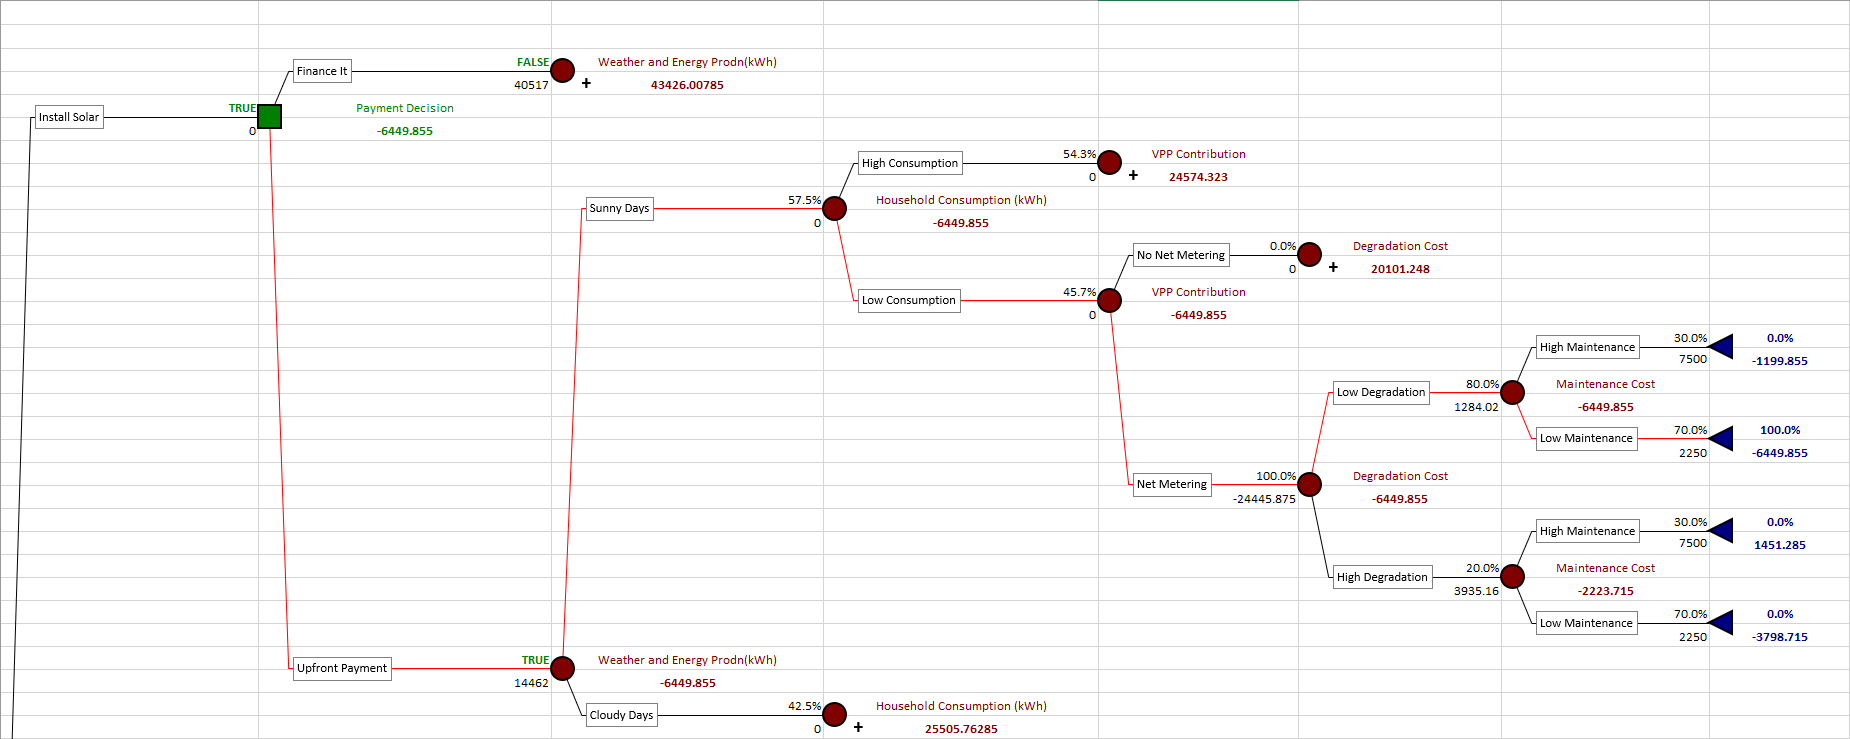 FALSE Weather and Energy Prodn(kWh)
Finance It
40517 + 43426.00785
TRUE Payment Decision
Install Solar
0 -6449.855
54.3% VPP Contribution
High Consumption
0 + 24574.323
57.5% Household Consumption (kWh)
Sunny Days
0 -6449.855
0.0% Degradation Cost
No Net Metering
0 + 20101.248
45.7% VPP Contribution
Low Consumption
0 -6449.855
30.0% 0.0%
High Maintenance
7500 -1199.855
80.0% Maintenance Cost
Low Degradation
1284.02 -6449.855
70.0% 100.0%
Low Maintenance
2250 -6449.855
100.0% Degradation Cost
Net Metering
-24445.875 -6449.855
30.0% 0.0%
High Maintenance
7500 1451.285
20.0% Maintenance Cost
High Degradation
3935.16 -2223.715
70.0% 0.0%
Low Maintenance
2250 -3798.715
TRUE Weather and Energy Prodn(kWh)
Upfront Payment
14462 -6449.855
42.5% Household Consumption (kWh)
Cloudy Days
0 + 25505.76285